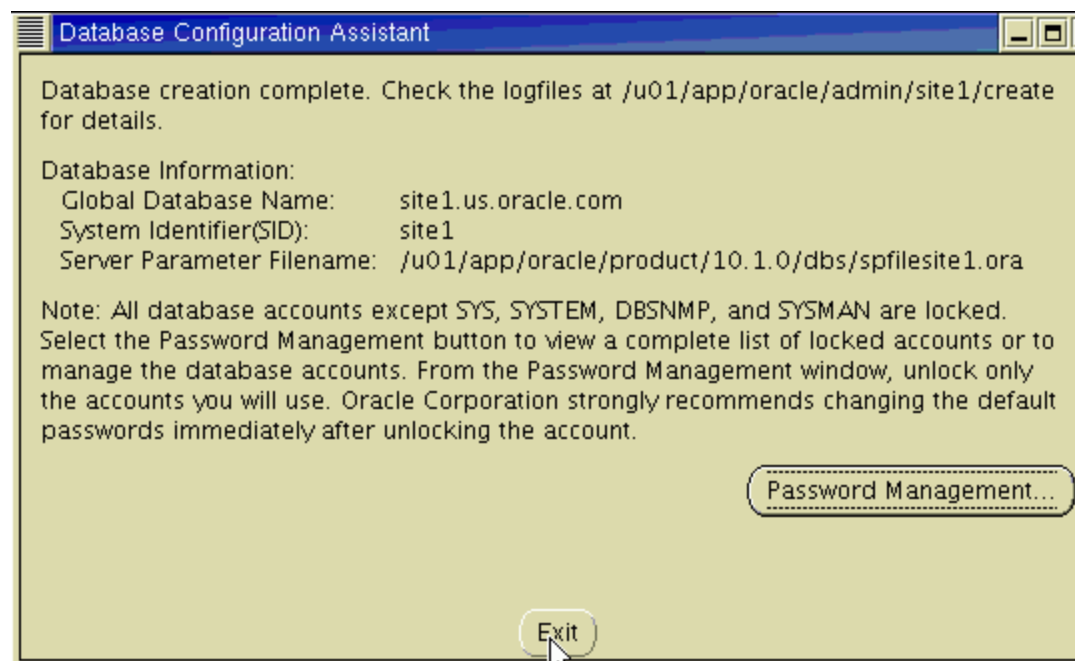 Database Configuration Assistant
Database creation complete. Check the logfiles at /u01/app/oracle/admin/site1/create
for details.
Database Information:
Global Database Name: site1.us.oracle.com
System Identifier(SID): site1
Server Parameter Filename: /u01/app/oracle/product/10.1.0/dbs/spfilesite1.ora
Note: All database accounts except SYS, SYSTEM, DBSNMP, and SYSMAN are locked.
Select the Password Management button to view a complete list of locked accounts or to
manage the database accounts. From the Password Management window, unlock only
the accounts you will use. Oracle Corporation strongly recommends changing the default
passwords immediately after unlocking the account.
Password Management...
Exit